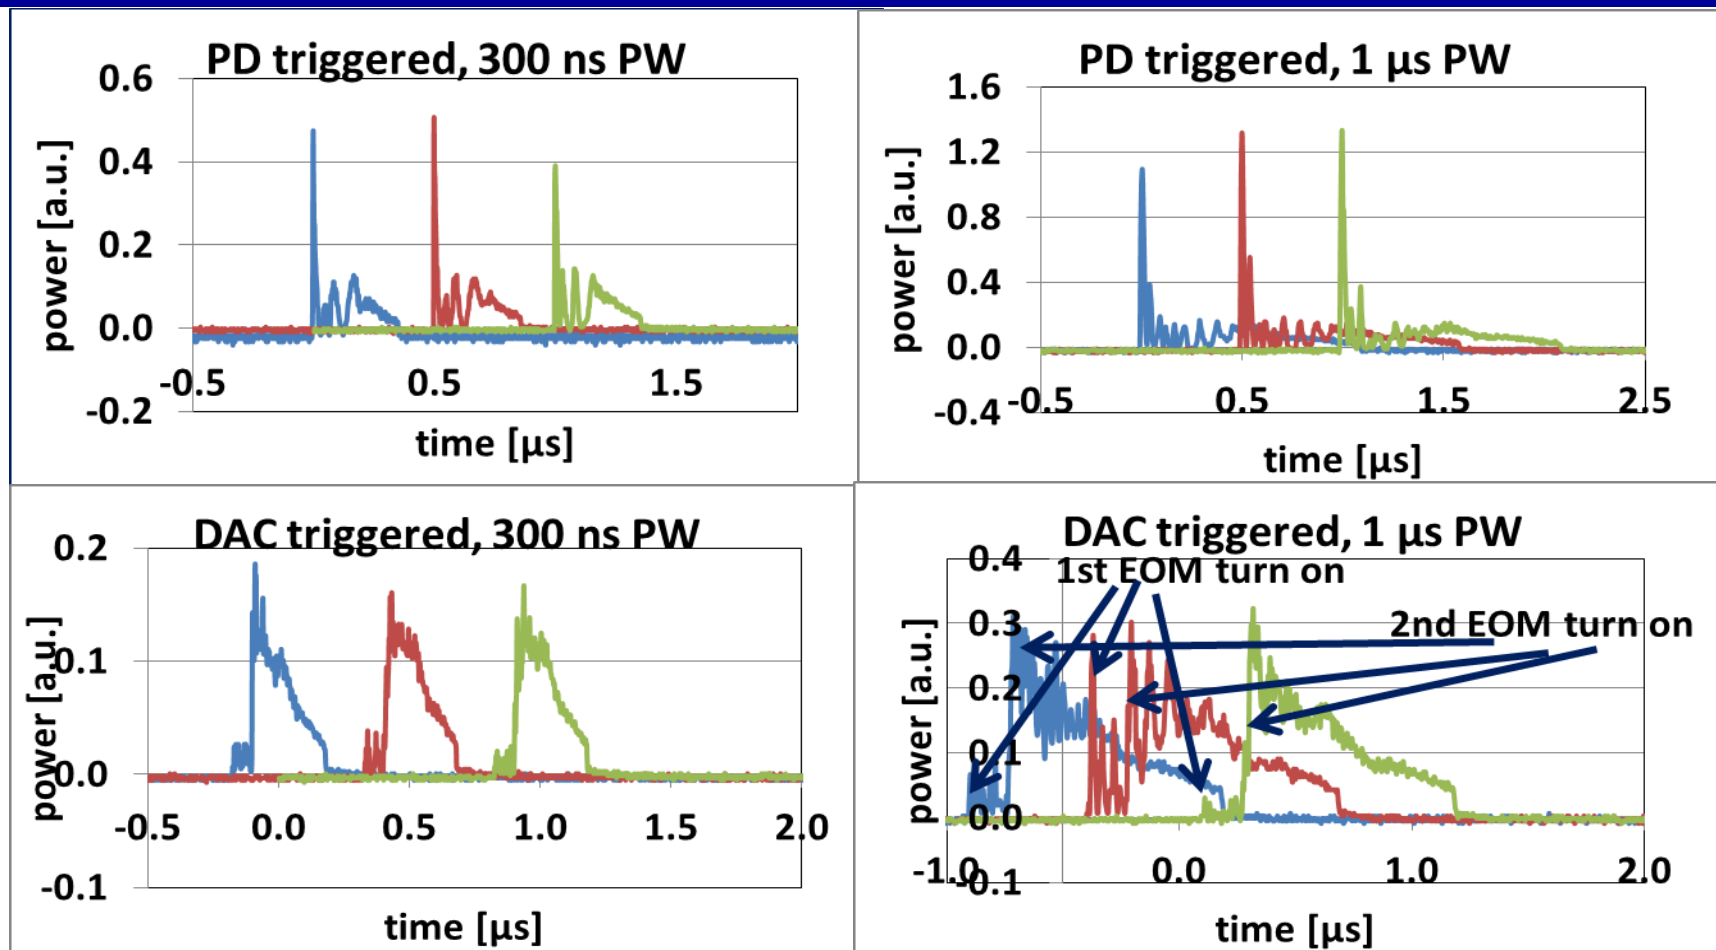 PD triggered, 300 ns PW
0.6
0.4
0.2
0.0
-0.2
-0.5 0.5 1.5
power [a.u.]
time [µs]
PD triggered, 1 µs PW
1.6
1.2
0.8
0.4
0.0
-0.4
-0.5 0.5 1.5 2.5
power [a.u.]
time [µs]
DAC triggered, 300 ns PW
0.2
0.1
0.0
-0.1
-0.5 0.0 0.5 1.0 1.5 2.0
power [a.u.]
time [µs]
DAC triggered, 1 µs PW
1st EOM turn on
2nd EOM turn on
0.4
0.3
0.2
0.1
0.0
-0.1
-1.0 0.0 1.0 2.0
power [a.u.]
time [µs]